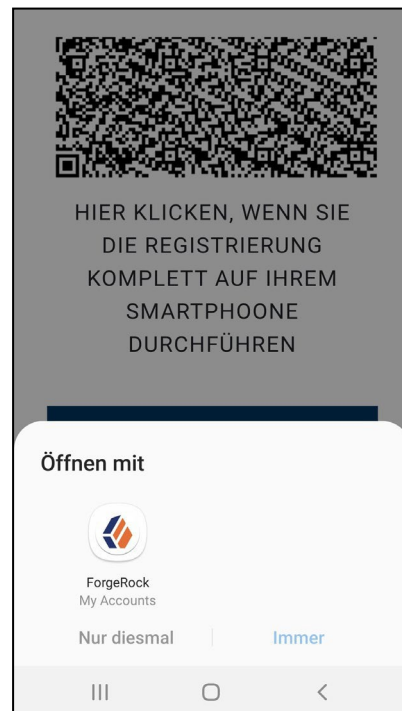 HIER KLICKEN, WENN SIE
DIE REGISTRIERUNG
KOMPLETT AUF IHREM
SMARTPHOONE
DURCHFÜHREN
Öffnen mit
ForgeRock
My Accounts
Nur diesmal
Immer